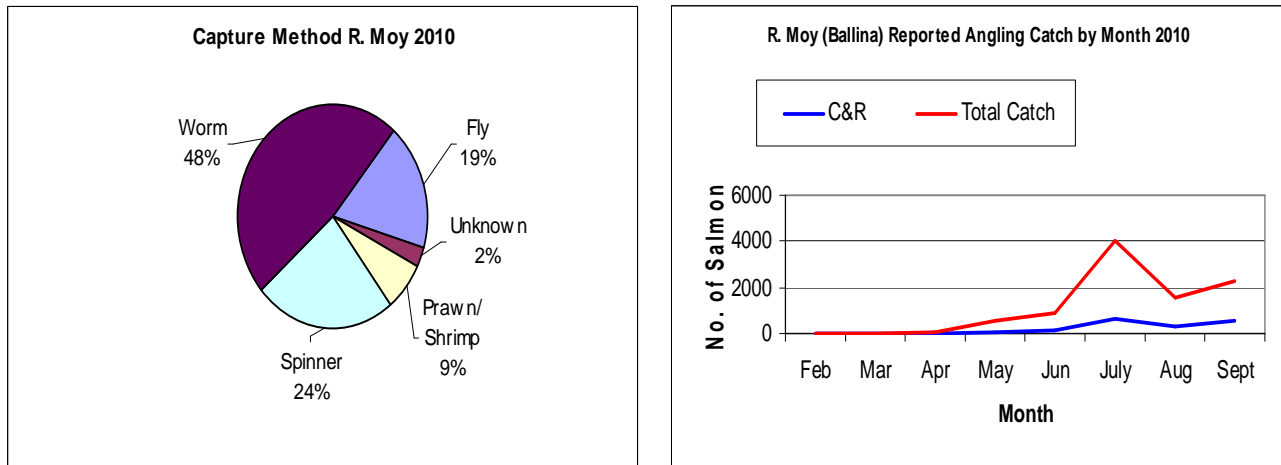 Capture Method R. Moy 2010
Worm
48%
Fly
19%
Unknown
2%
Prawn/
Shrimp
9%
Spinner
24%
R. Moy (Ballina) Reported Angling Catch by Month 2010
C&R
Total Catch
No. of Salmon
6000
4000
2000
0
Feb Mar Apr May Jun July Aug Sept
Month